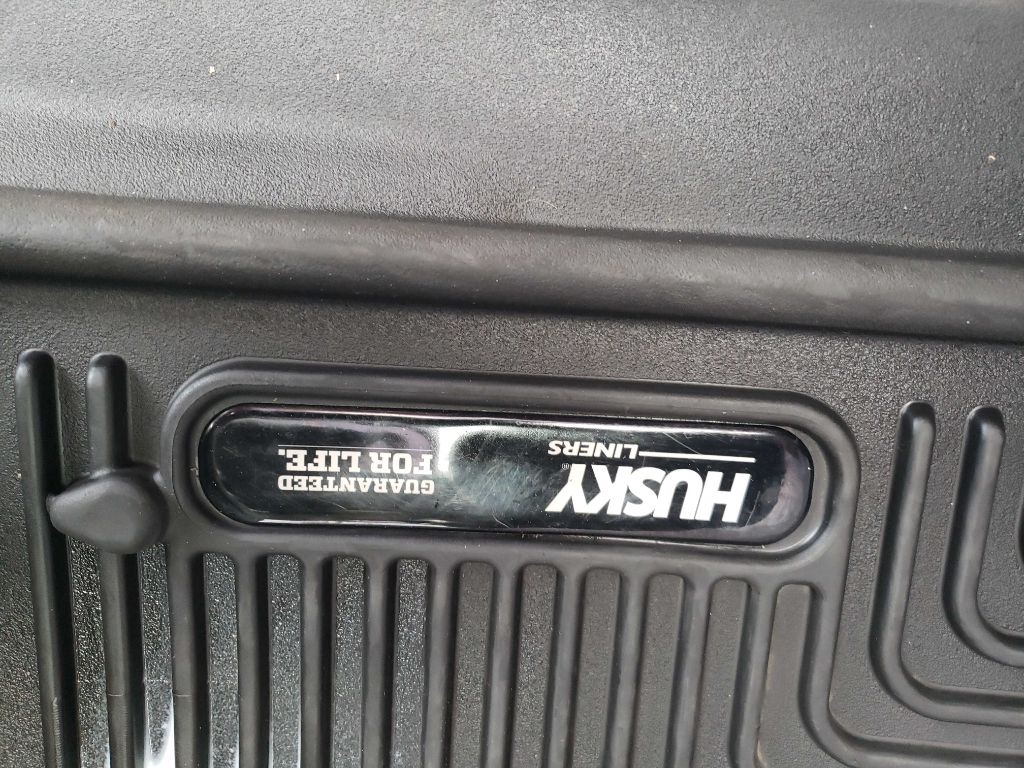 HUSKY®
LINERS
GUARANTEED
FOR LIFE.